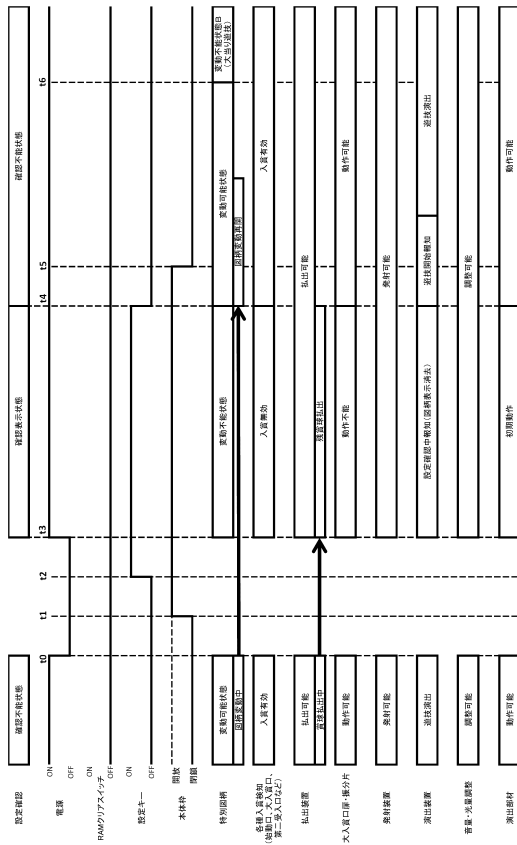 設定確認
確認不能状態
確認表示状態
確認不能状態
t0
t1
t2
t3
t4
t5
t6
電源
ON
OFF
RAMクリアスイッチ
ON
OFF
設定キー
ON
OFF
本体枠
開放
閉鎖
特別図柄
変動可能状態
図柄変動中
変動不能状態
変動可能状態
図柄変動再開
変動不能状態B
(大当り遊技)
各種入賞検知
(始動口、大入賞口、
第二受入口など)
入賞有効
入賞無効
入賞有効
払出装置
払出可能
賞球払出中
払出可能
残賞球払出
大入賞口扉・振分片
動作可能
動作不能
動作可能
発射装置
発射可能
発射可能
演出装置
遊技演出
設定確認中報知(図柄表示消去)
遊技開始報知
遊技演出
音量・光量調整
調整可能
調整可能
演出部材
動作可能
初期動作
動作可能